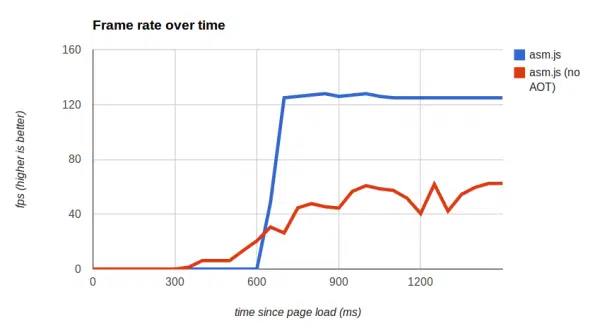 Frame rate over time
160
120
80
40
0
0
300
600
900
1200
fps (higher is better)
time since page load (ms)
asm.js
asm.js (no
AOT)